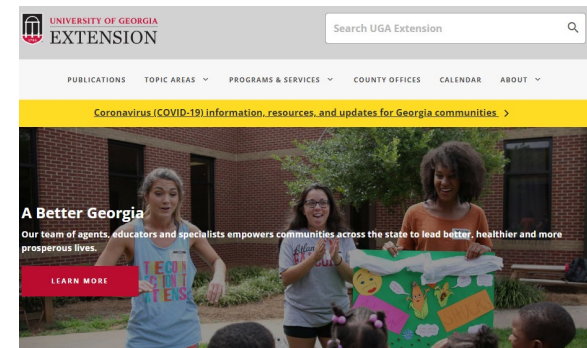 UNIVERSITY OF GEORGIA
EXTENSION
Search UGA Extension
PUBLICATIONS TOPIC AREAS PROGRAMS & SERVICES COUNTY OFFICES CALENDAR ABOUT
Coronavirus (COVID-19) information, resources, and updates for Georgia communities >
A Better Georgia
Our team of agents, educators and specialists empowers communities across the state to lead better, healthier and more
prosperous lives.
LEARN MORE